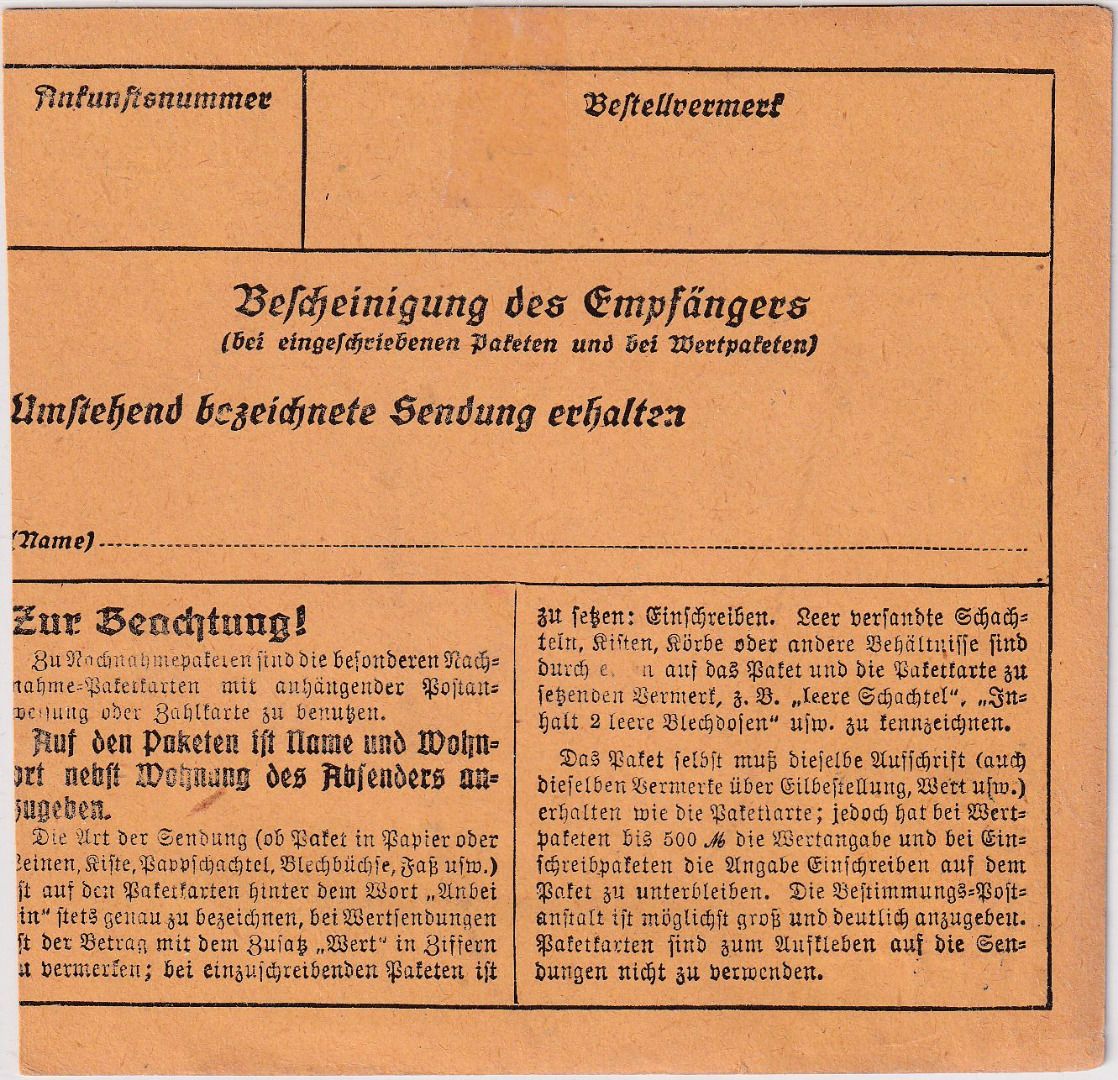 Ankunftsnummer
Bestellvermerk
Bescheinigung des Empfängers
(bei eingeschriebenen Paketen und bei Wertpaketen)
Umstehend bezeichnete Sendung erhalten
(Name)
Zur Beachtung!
Zu Nachnahmepaketen sind die besonderen Nach-
nahme-Paketkarten mit anhängender Postan-
weisung oder Zahlkarte zu benutzen.
Auf den Paketen ist Name und Wohn-
ort nebst Wohnung des Absenders an-
zugeben.
Die Art der Sendung (ob Paket in Papier oder
Leinen, Kiste, Pappschachtel, Blechbüchse, Faß usw.)
ist auf den Paketkarten hinter dem Wort „Anbei
ein“ stets genau zu bezeichnen, bei Wertsendungen
ist der Betrag mit dem Zusatz „Wert“ in Ziffern
zu vermerken; bei einzuschreibenden Paketen ist
zu setzen: Einschreiben. Leer versandte Schach-
teln, Kisten, Körbe oder andere Behältnisse sind
durch auf das Paket und die Paketkarte zu
setzenden Vermerk, z. B. „leere Schachtel“, „In-
halt 2 leere Blechdosen“ usw. zu kennzeichnen.
Das Paket selbst muß dieselbe Aufschrift (auch
dieselben Vermerke über Eilbestellung, Wert usw.)
erhalten wie die Paketkarte; jedoch hat bei Wert-
paketen bis 500 ℳ die Wertangabe und bei Ein-
schreibpaketen die Angabe Einschreiben auf dem
Paket zu unterbleiben. Die Bestimmungs-Post-
anstalt ist möglichst groß und deutlich anzugeben.
Paketkarten sind zum Aufkleben auf die Sen-
dungen nicht zu verwenden.